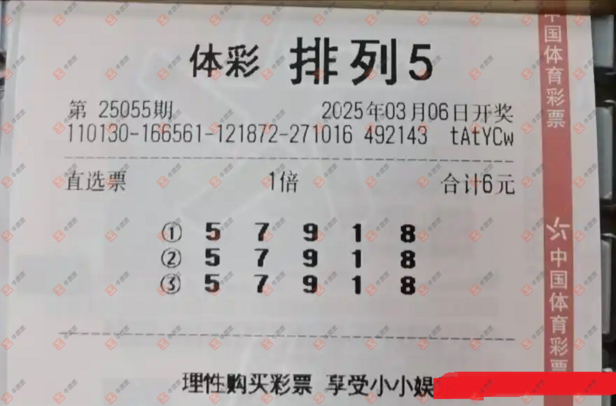 体彩 排列5
第 25055期 2025年03月06日开奖
110130-166561-121872-271016 492143 tAtYCw
直选票 1倍 合计6元
① 5 7 9 1 8
② 5 7 9 1 8
③ 5 7 9 1 8
理性购买彩票 享受小小娱
中国体育彩票
中国体育彩票